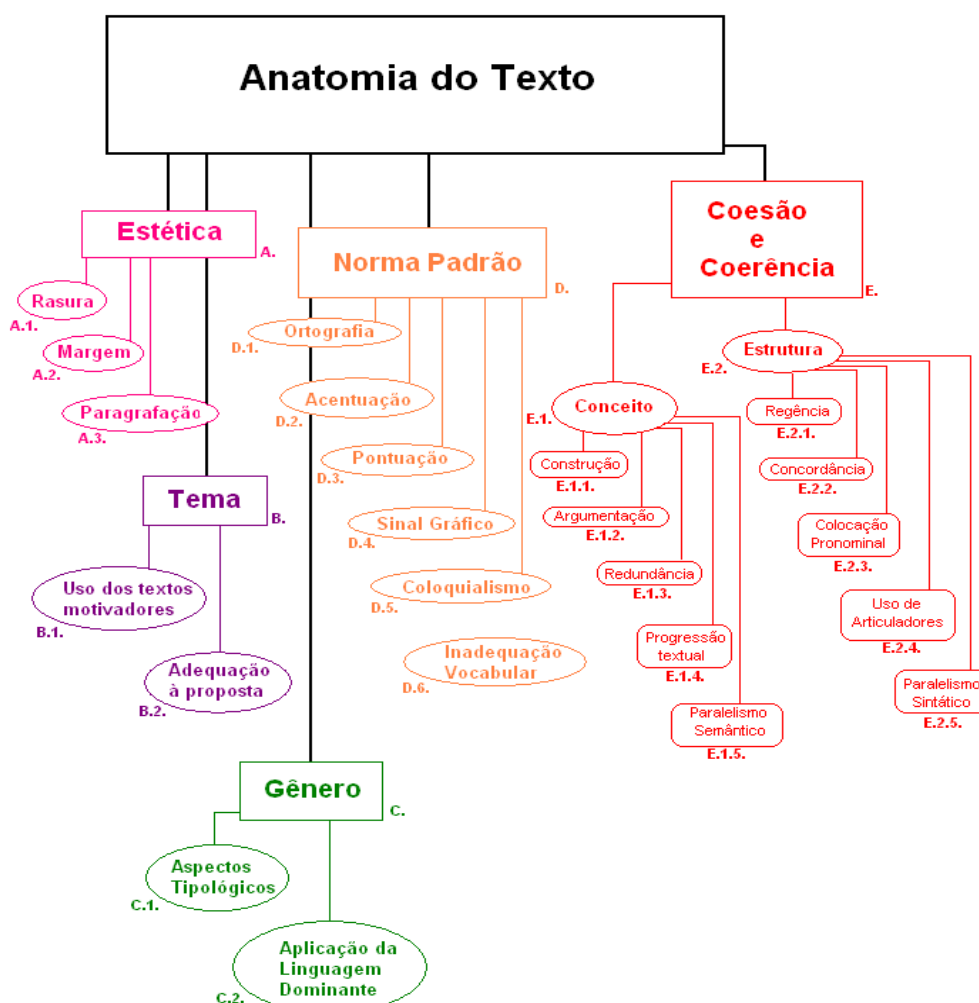 Anatomia do Texto
Estética
A.
Rasura
A.1.
Margem
A.2.
Paragrafação
A.3.
Tema
B.
Uso dos textos
motivadores
B.1.
Adequação
à proposta
B.2.
Gênero
C.
Aspectos
Tipológicos
C.1.
Aplicação da
Linguagem
Dominante
C.2.
Norma Padrão
D.
Ortografia
D.1.
Acentuação
D.2.
Pontuação
D.3.
Sinal Gráfico
D.4.
Coloquialismo
D.5.
Inadequação
Vocabular
D.6.
Coesão
e
Coerência
E.
Conceito
E.1.
Construção
E.1.1.
Argumentação
E.1.2.
Redundância
E.1.3.
Progressão
textual
E.1.4.
Paralelismo
Semântico
E.1.5.
Estrutura
E.2.
Regência
E.2.1.
Concordância
E.2.2.
Colocação
Pronominal
E.2.3.
Uso de
Articuladores
E.2.4.
Paralelismo
Sintático
E.2.5.